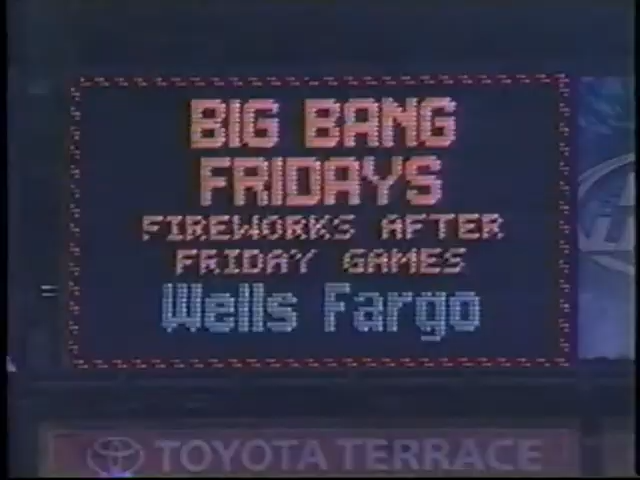 BIG BANG
FRIDAYS
FIREWORKS AFTER
FRIDAY GAMES
Wells Fargo
TOYOTA TERRACE